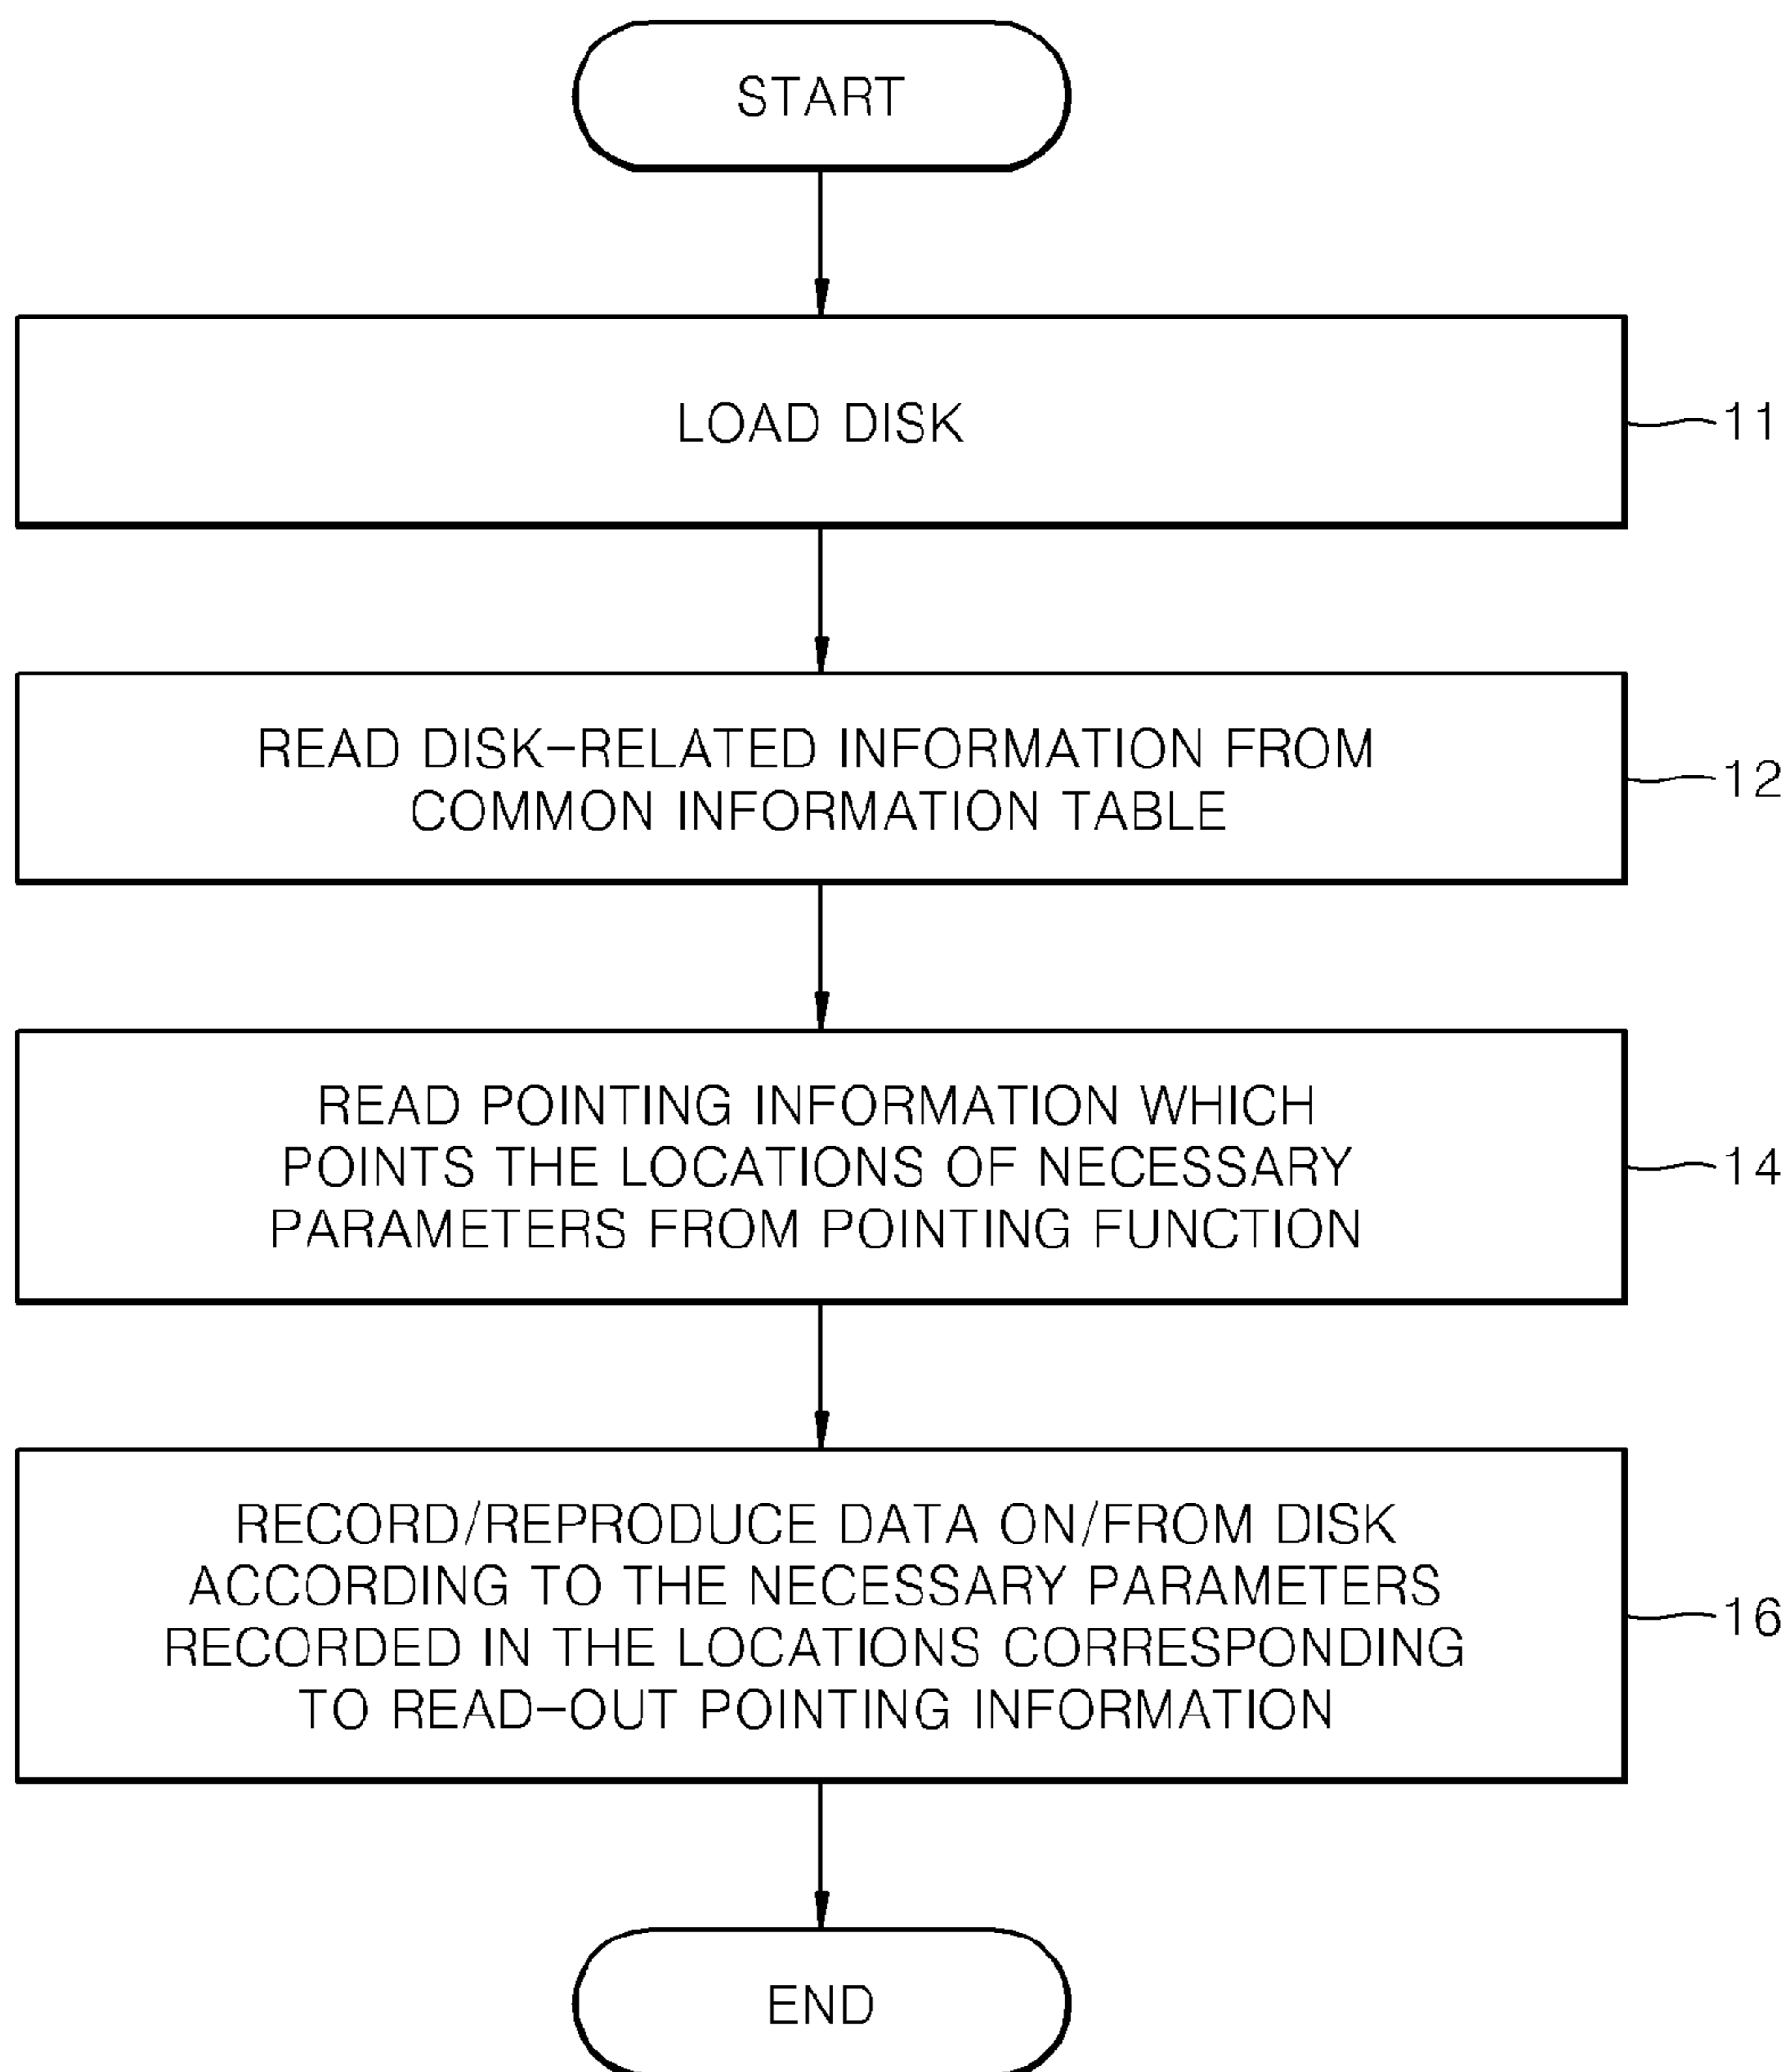 START
LOAD DISK
11
READ DISK-RELATED INFORMATION FROM
COMMON INFORMATION TABLE
12
READ POINTING INFORMATION WHICH
POINTS THE LOCATIONS OF NECESSARY
PARAMETERS FROM POINTING FUNCTION
14
RECORD/REPRODUCE DATA ON/FROM DISK
ACCORDING TO THE NECESSARY PARAMETERS
RECORDED IN THE LOCATIONS CORRESPONDING
TO READ-OUT POINTING INFORMATION
16
END